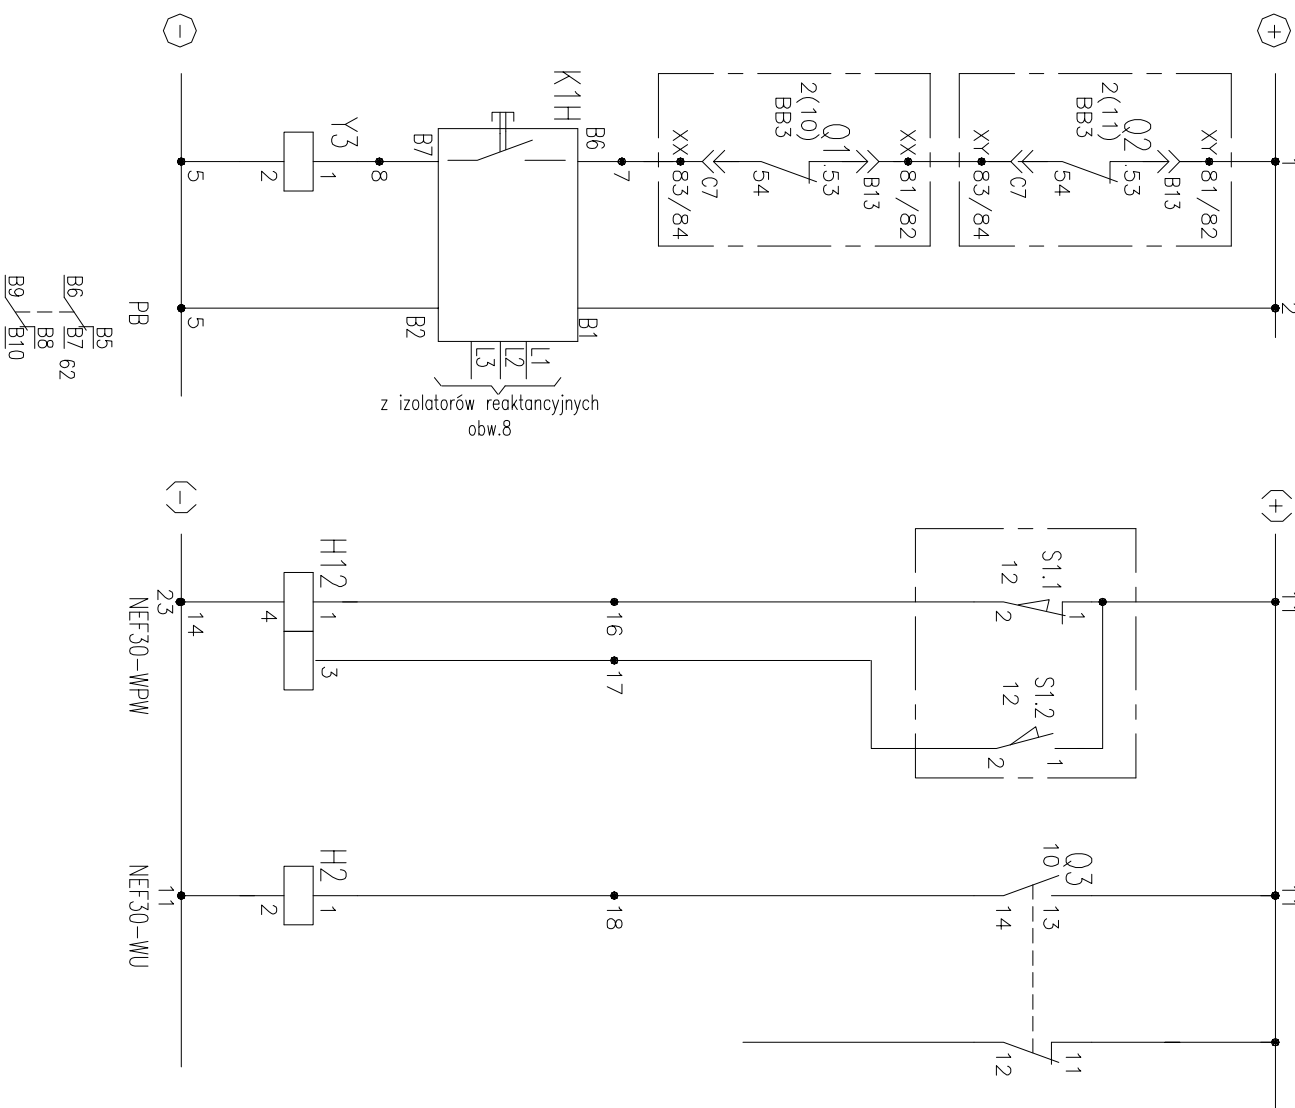 -
+
K1H
Y3
B7
B6
8
7
1
2
5
2(10)
BB3
Q1
XX
83/84
C7
54
.53
B13
XX
81/82
2(11)
BB3
Q2
XY
83/84
C7
54
.53
B13
XY
81/82
1
5
PB
B2
B1
2
L1
L2
L3
z izolatorów reaktancyjnych
obw.8
B9
B10
B8
B6
B7
B5
62
(-)
(+)
H12
1
4
3
23
14
NEF30-WPW
16
17
S1.1
12
2
1
11
S1.2
12
2
1
H2
1
2
11
NEF30-WU
18
Q3
10
14
13
11
12
11